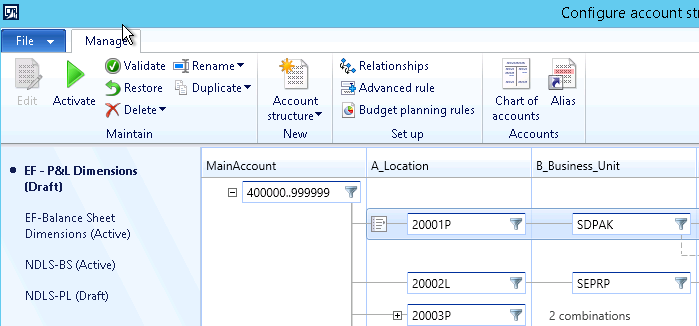 Configure account str
File
Manage
Edit
Activate
Validate
Restore
Delete
Rename
Duplicate
Maintain
Account
structure
New
Relationships
Advanced rule
Budget planning rules
Set up
Chart of
accounts
Alias
Accounts
EF - P&L Dimensions
(Draft)
EF-Balance Sheet
Dimensions (Active)
NDLS-BS (Active)
NDLS-PL (Draft)
MainAccount
A_Location
B_Business_Unit
400000..999999
20001P
SDPAK
20002L
SEPRP
20003P
2 combinations